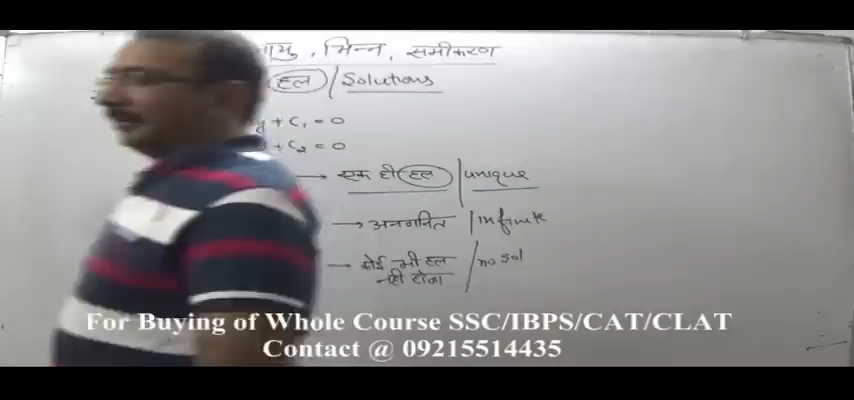 , भिन्न, समीकरण
हल / Solutions
+ C₁ = 0
+ C₂ = 0
→ एक ही हल | unique
→ अनगनित | infinite
→ कोई भी हल नही होगा / no sol
For Buying of Whole Course SSC/IBPS/CAT/CLAT
Contact @ 09215514435